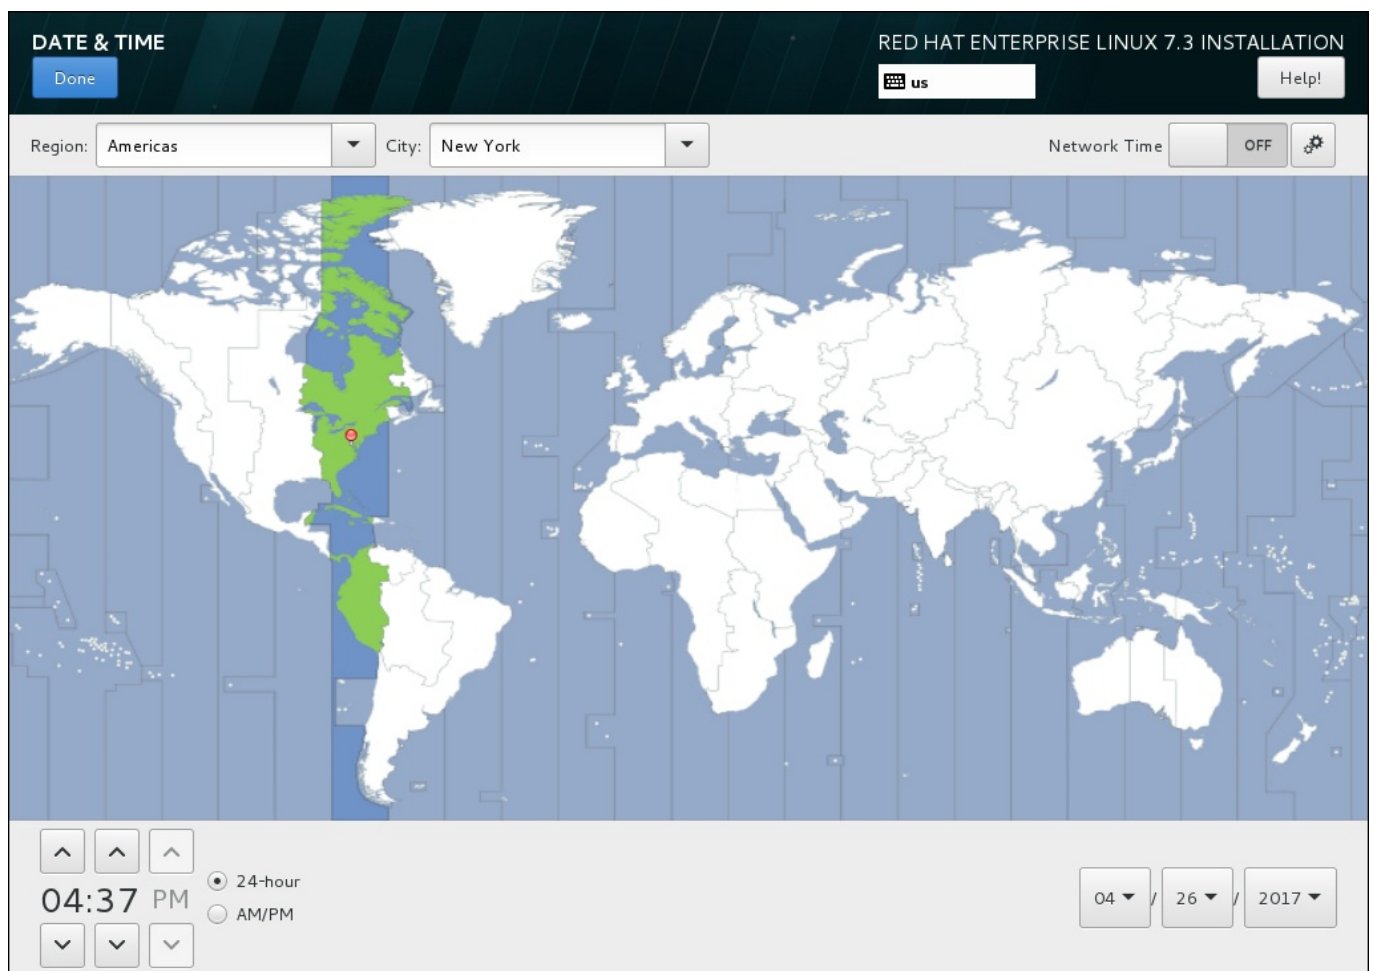 DATE & TIME
RED HAT ENTERPRISE LINUX 7.3 INSTALLATION
Done
us
Help!
Region: Americas City: New York Network Time OFF
24-hour
04:37 PM
AM/PM
04 / 26 / 2017